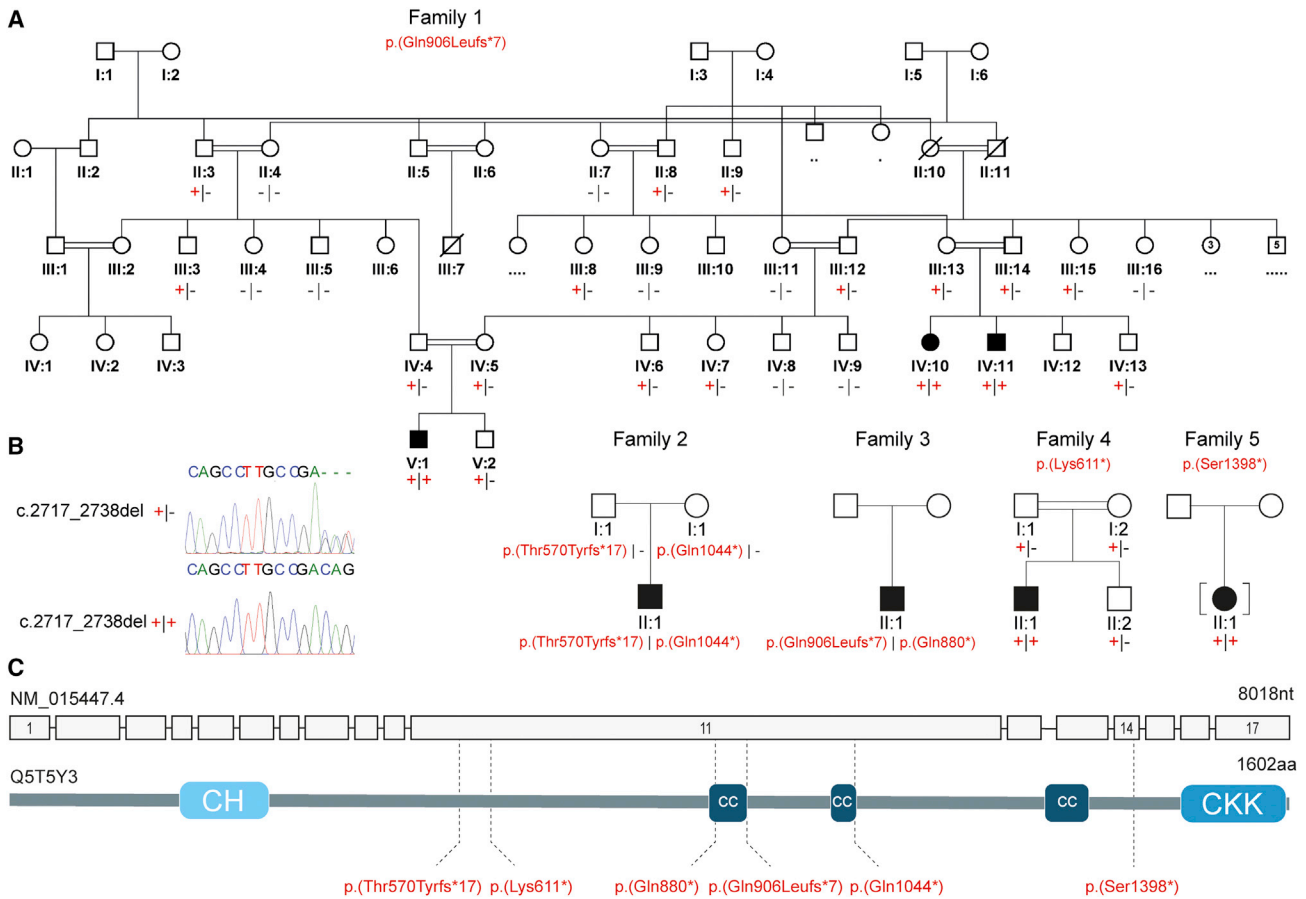 A
Family 1
p.(Gln906Leufs*7)
I:1 I:2 I:3 I:4 I:5 I:6
II:1 II:2 II:3 II:4 II:5 II:6 II:7 II:8 II:9 .. . II:10 II:11
+|- -|- -|- +|- +|-
III:1 III:2 III:3 III:4 III:5 III:6 III:7 .... III:8 III:9 III:10 III:11 III:12 III:13 III:14 III:15 III:16 3 ... 5 .....
+|- -|- -|- +|- -|- -|- +|- +|- +|- +|- -|-
IV:1 IV:2 IV:3 IV:4 IV:5 IV:6 IV:7 IV:8 IV:9 IV:10 IV:11 IV:12 IV:13
+|- +|- +|- +|- -|- -|- +|+ +|+ +|-
V:1 V:2
+|+ +|-
B
CAGCCTTGCCGA---
c.2717_2738del +|-
CAGCCTTGCCGACAG
c.2717_2738del +|+
Family 2
I:1 I:1
p.(Thr570Tyrfs*17) | - p.(Gln1044*) | -
II:1
p.(Thr570Tyrfs*17) | p.(Gln1044*)
Family 3
II:1
p.(Gln906Leufs*7) | p.(Gln880*)
Family 4
p.(Lys611*)
I:1 I:2
+|- +|-
II:1 II:2
+|+ +|-
Family 5
p.(Ser1398*)
II:1
+|+
C
NM_015447.4 8018nt
1 11 14 17
Q5T5Y3 1602aa
CH CC CC CC CKK
p.(Thr570Tyrfs*17) p.(Lys611*) p.(Gln880*) p.(Gln906Leufs*7) p.(Gln1044*) p.(Ser1398*)